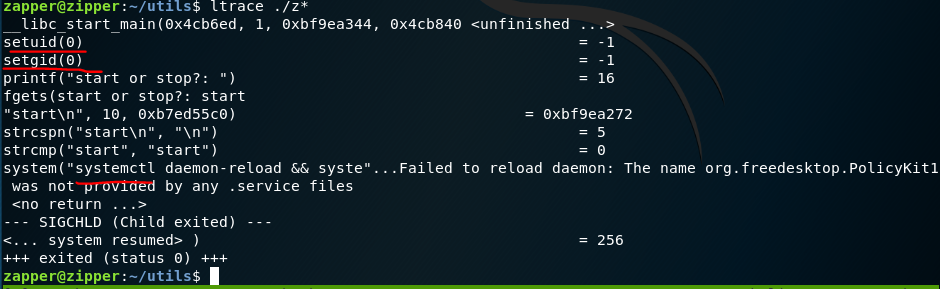 zapper@zipper:~/utils$ ltrace ./z*
__libc_start_main(0x4cb6ed, 1, 0xbf9ea344, 0x4cb840 <unfinished ...>
setuid(0) = -1
setgid(0) = -1
printf("start or stop?: ") = 16
fgets(start or stop?: start
"start\n", 10, 0xb7ed55c0) = 0xbf9ea272
strcspn("start\n", "\n") = 5
strcmp("start", "start") = 0
system("systemctl daemon-reload && syste"...Failed to reload daemon: The name org.freedesktop.PolicyKit1
was not provided by any .service files
<no return ...>
--- SIGCHLD (Child exited) ---
<... system resumed> ) = 256
+++ exited (status 0) +++
zapper@zipper:~/utils$